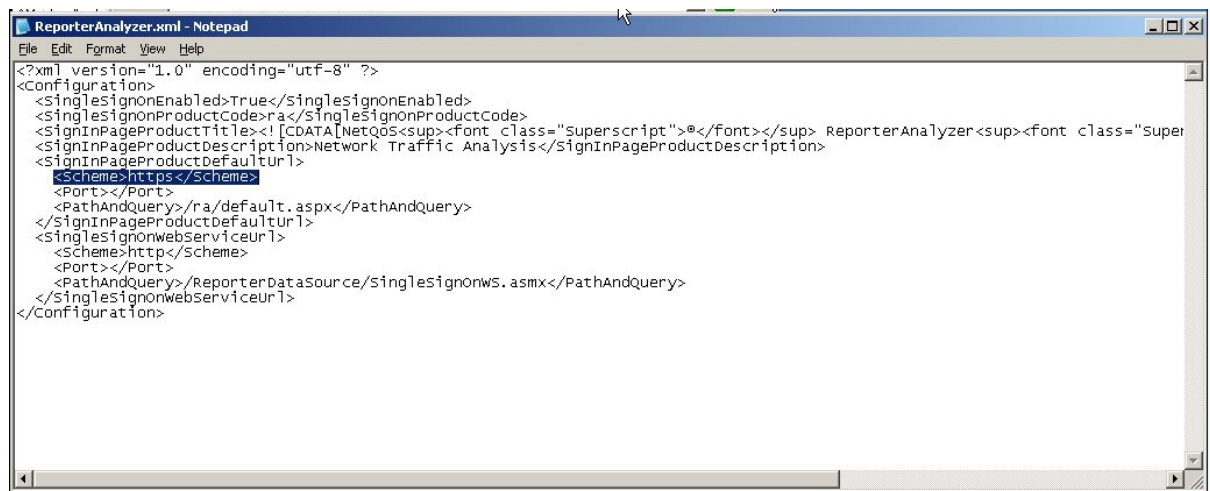 ReporterAnalyzer.xml - Notepad
File Edit Format View Help
<?xml version="1.0" encoding="utf-8" ?>
<Configuration>
<SingleSignOnEnabled>True</SingleSignOnEnabled>
<SingleSignOnProductCode>ra</SingleSignOnProductCode>
<SignInPageProductTitle><![CDATA[NetQoS<sup><font class="Superscript">®</font></sup> ReporterAnalyzer<sup><font class="Super
<SignInPageProductDescription>Network Traffic Analysis</SignInPageProductDescription>
<SignInPageProductDefaultUrl>
<Scheme>https</Scheme>
<Port></Port>
<PathAndQuery>/ra/default.aspx</PathAndQuery>
</SignInPageProductDefaultUrl>
<SingleSignOnWebServiceUrl>
<Scheme>http</Scheme>
<Port></Port>
<PathAndQuery>/ReporterDataSource/SingleSignOnWS.asmx</PathAndQuery>
</SingleSignOnWebServiceUrl>
</Configuration>